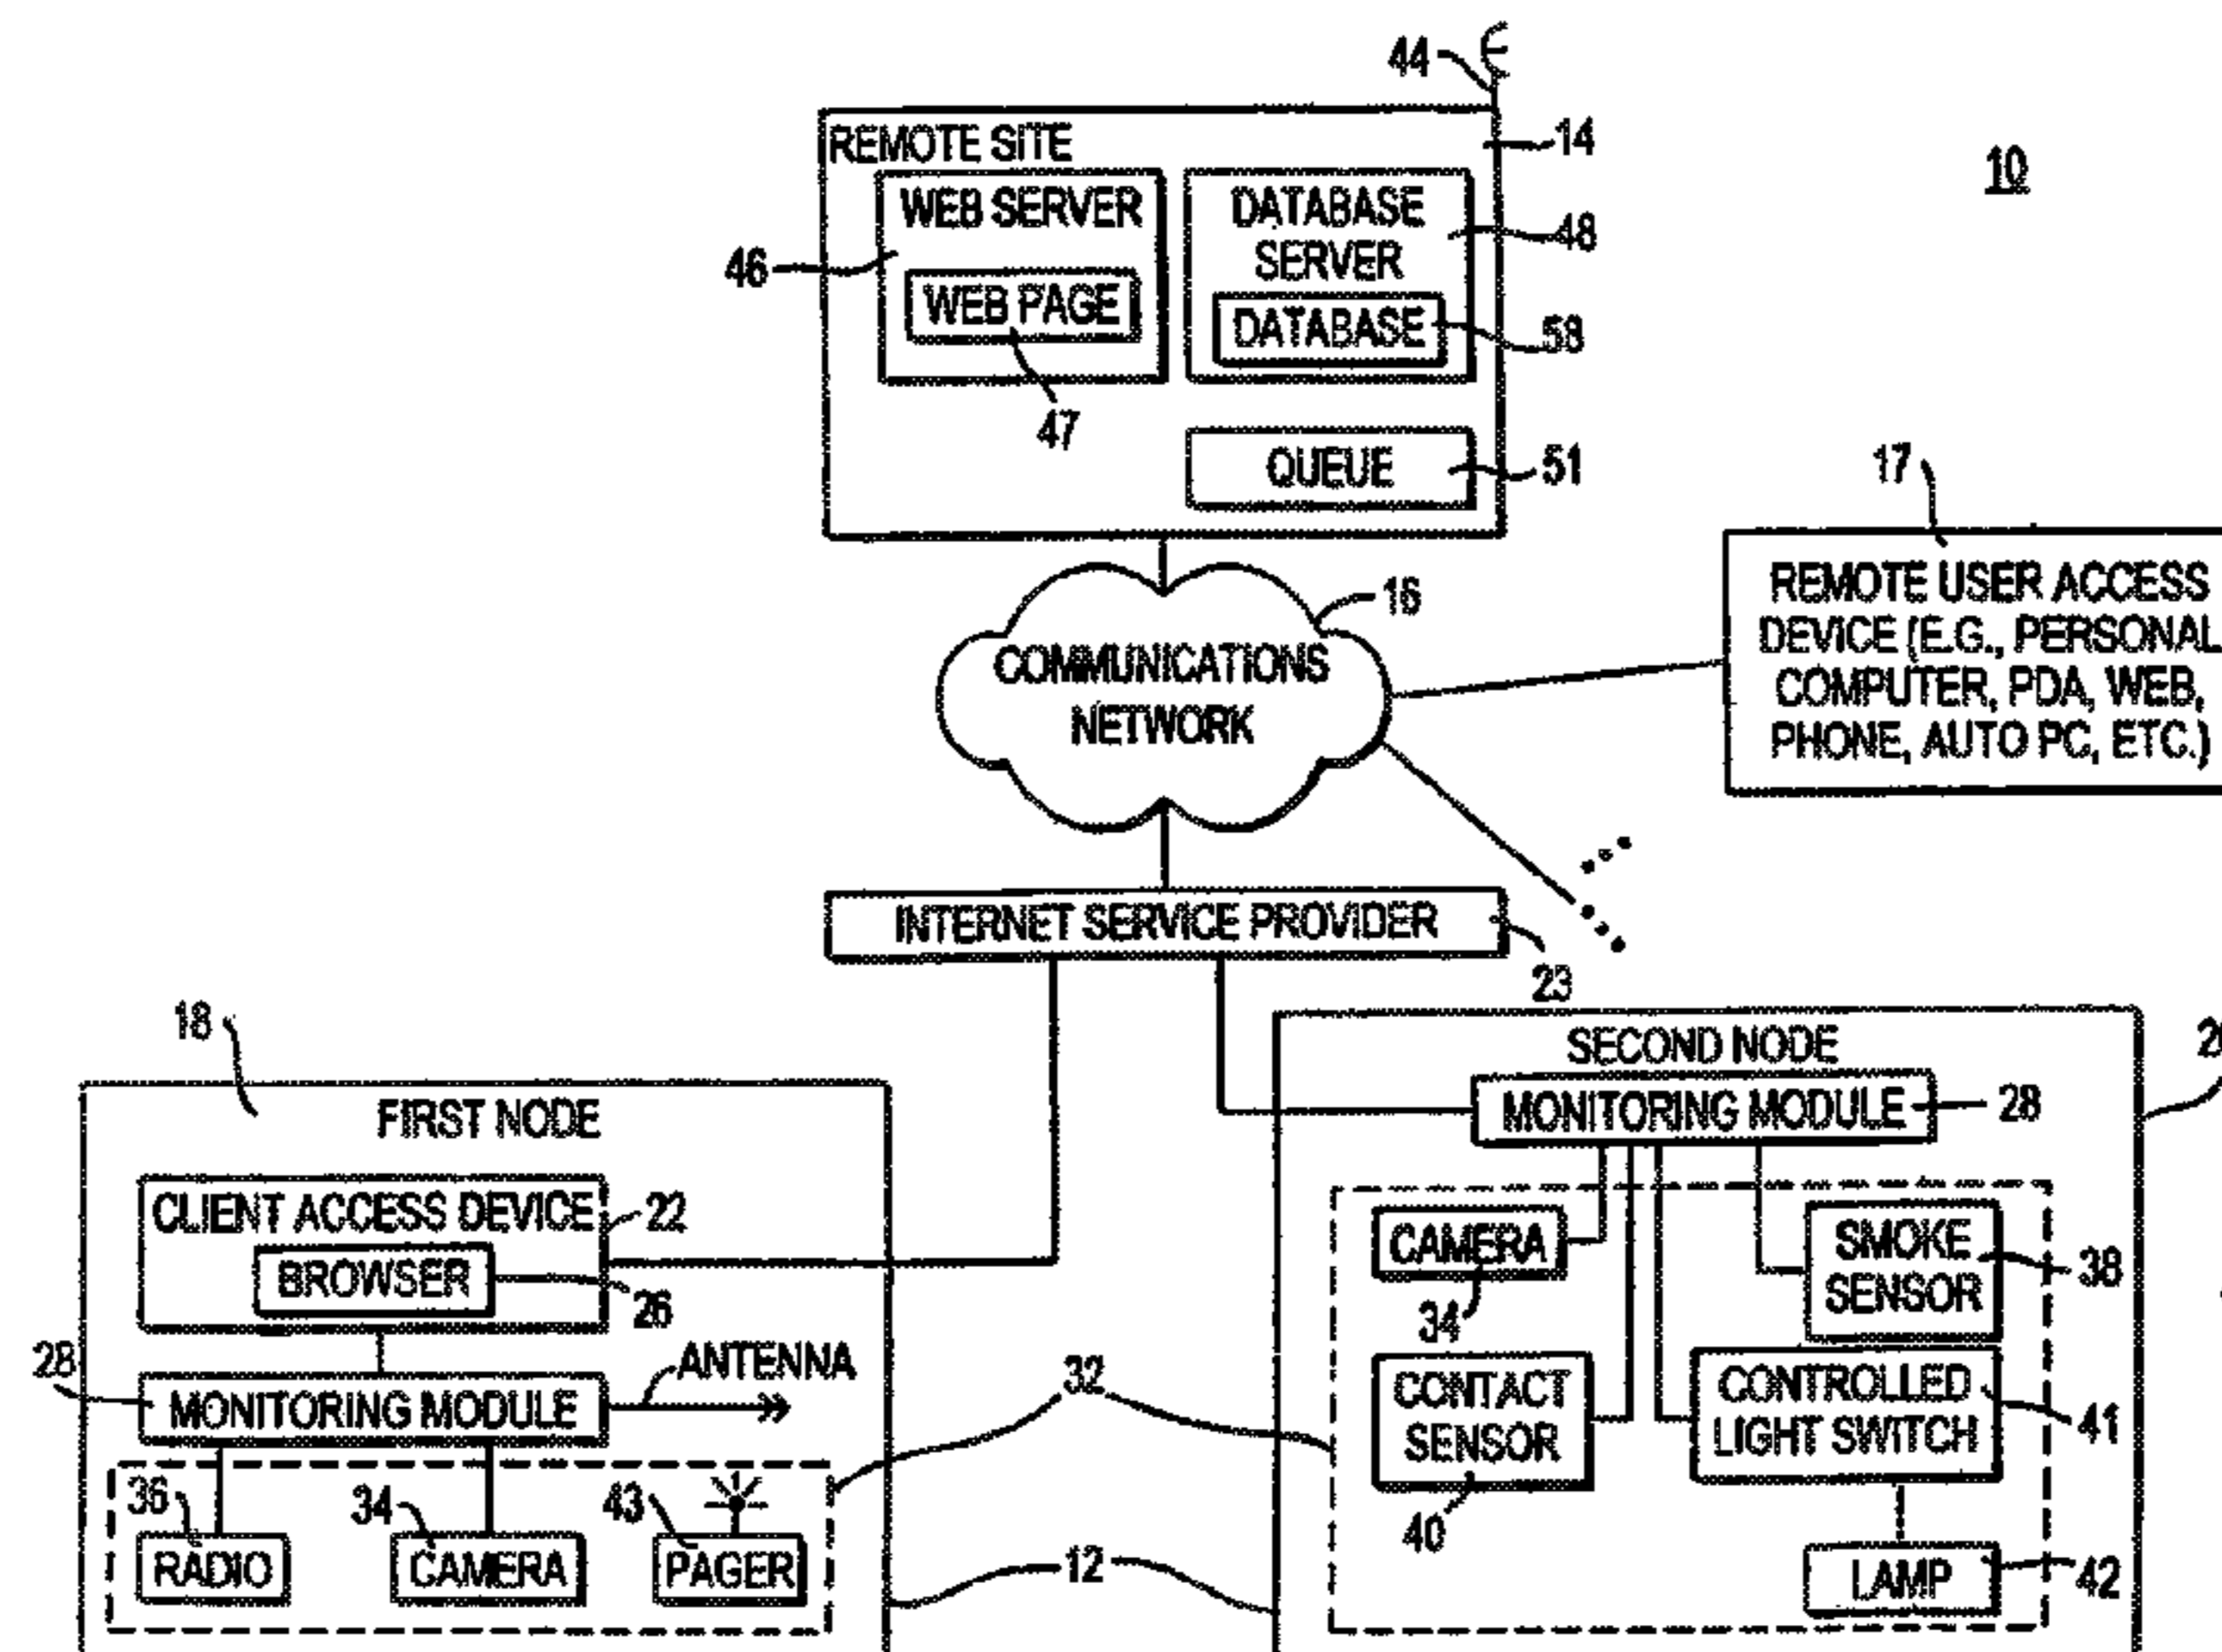 44
REMOTE SITE
14
10
WEB SERVER
46
WEB PAGE
47
DATABASE
SERVER
48
DATABASE
58
QUEUE
51
17
REMOTE USER ACCESS
DEVICE (E.G., PERSONAL
COMPUTER, PDA, WEB,
PHONE, AUTO PC, ETC.)
16
COMMUNICATIONS
NETWORK
INTERNET SERVICE PROVIDER
23
18
FIRST NODE
CLIENT ACCESS DEVICE
22
BROWSER
26
28
MONITORING MODULE
ANTENNA
36
RADIO
34
CAMERA
43
PAGER
32
12
SECOND NODE
MONITORING MODULE
28
CAMERA
34
SMOKE
SENSOR
38
CONTACT
SENSOR
40
CONTROLLED
LIGHT SWITCH
41
LAMP
42